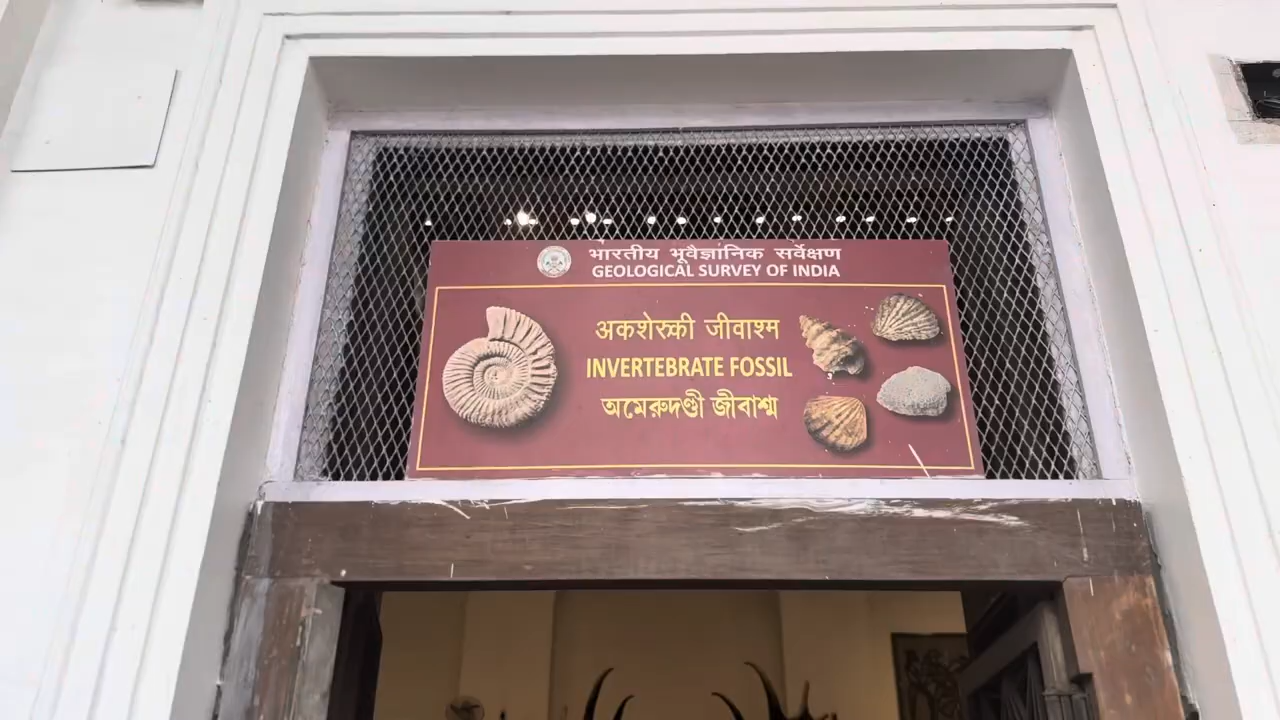 भारतीय भूवैज्ञानिक सर्वेक्षण
GEOLOGICAL SURVEY OF INDIA
अकशेरुकी जीवाश्म
INVERTEBRATE FOSSIL
অমেরুদণ্ডী জীবাশ্ম